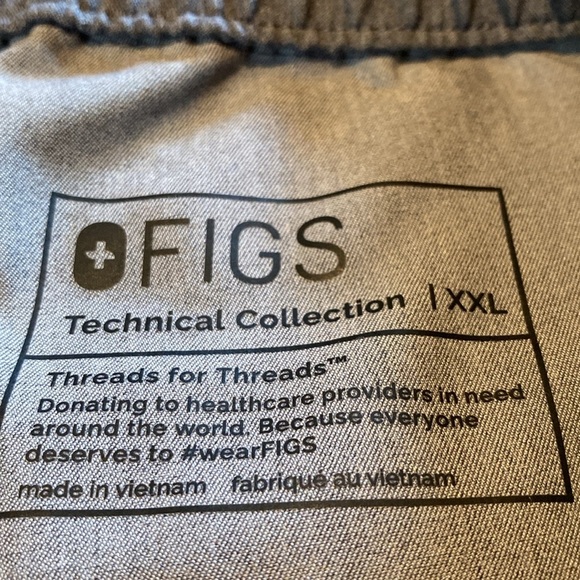 FIGS
Technical Collection | XXL
Threads for Threads™
Donating to healthcare providers in need
around the world. Because everyone
deserves to #wearFIGS
made in vietnam fabriqué au vietnam